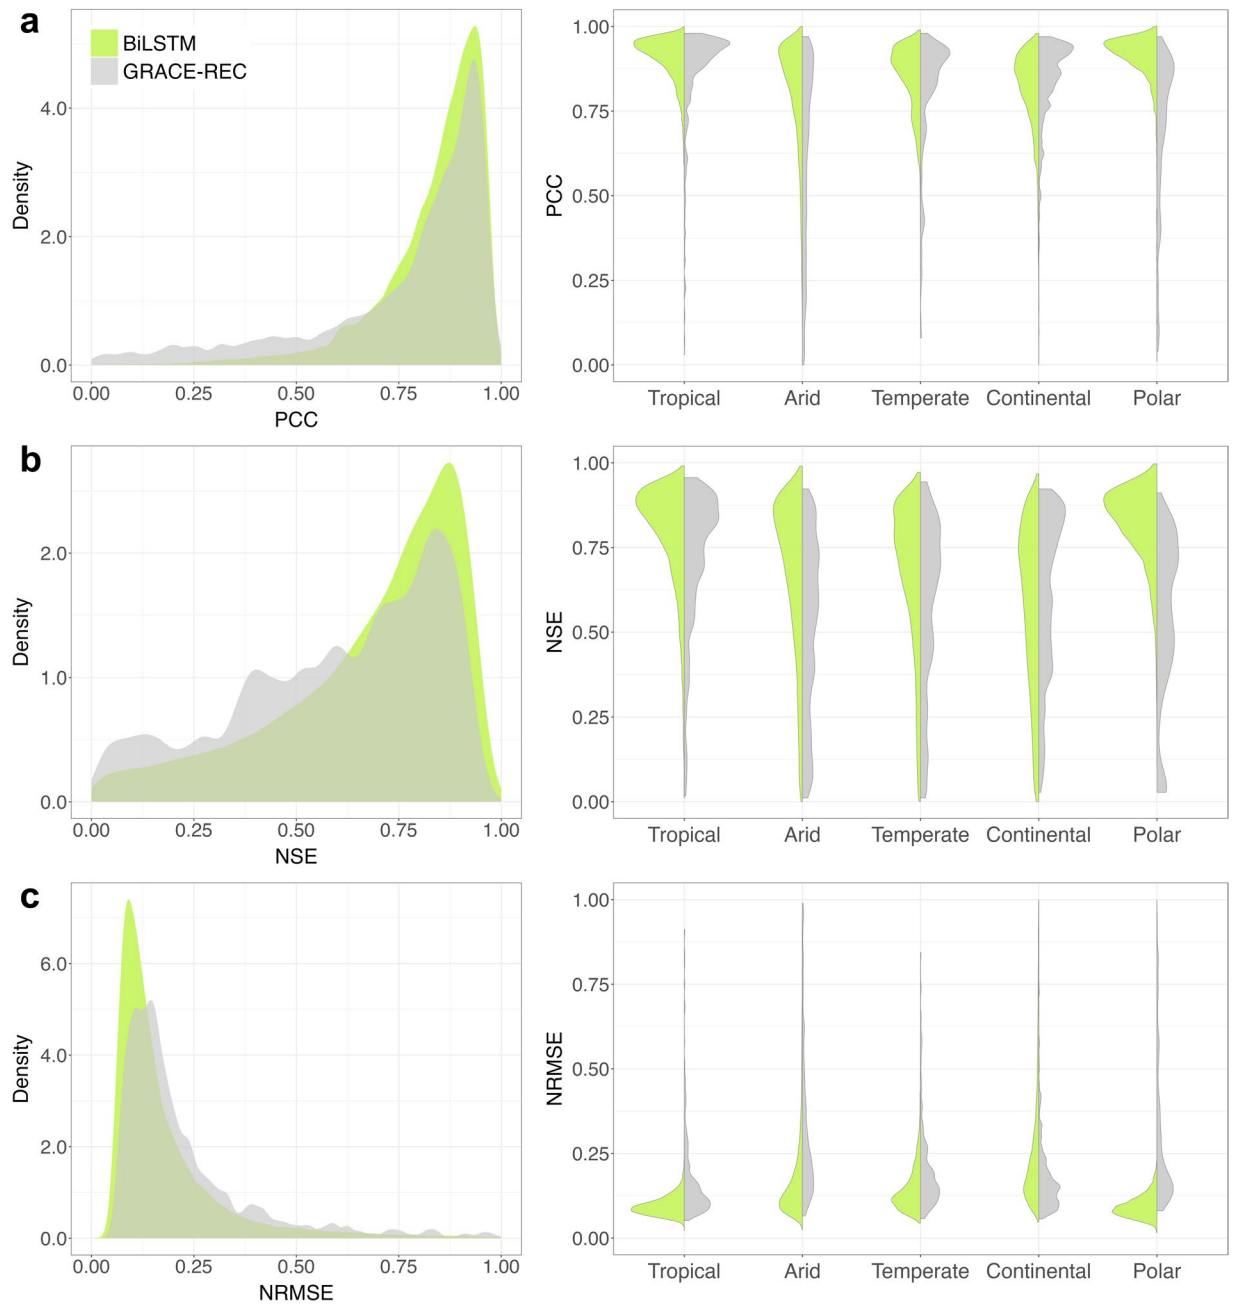 a
BiLSTM
GRACE-REC
4.0
2.0
0.0
Density
0.00 0.25 0.50 0.75 1.00
PCC
1.00
0.75
0.50
0.25
0.00
PCC
Tropical Arid Temperate Continental Polar
b
2.0
1.0
0.0
Density
0.00 0.25 0.50 0.75 1.00
NSE
1.00
0.75
0.50
0.25
0.00
NSE
Tropical Arid Temperate Continental Polar
c
6.0
4.0
2.0
0.0
Density
0.00 0.25 0.50 0.75 1.00
NRMSE
1.00
0.75
0.50
0.25
0.00
NRMSE
Tropical Arid Temperate Continental Polar